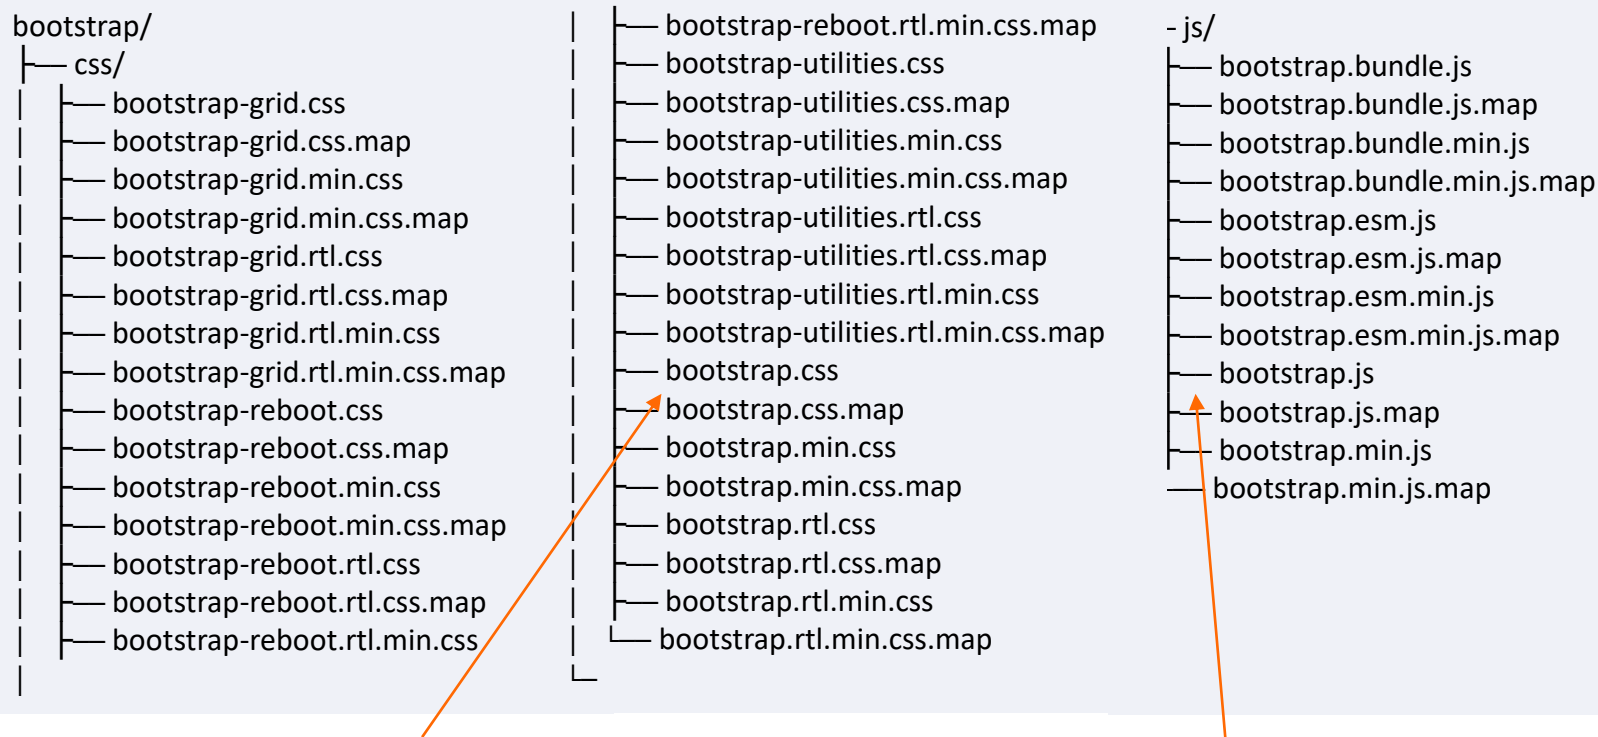 bootstrap/
├── css/
│ ├── bootstrap-grid.css
│ ├── bootstrap-grid.css.map
│ ├── bootstrap-grid.min.css
│ ├── bootstrap-grid.min.css.map
│ ├── bootstrap-grid.rtl.css
│ ├── bootstrap-grid.rtl.css.map
│ ├── bootstrap-grid.rtl.min.css
│ ├── bootstrap-grid.rtl.min.css.map
│ ├── bootstrap-reboot.css
│ ├── bootstrap-reboot.css.map
│ ├── bootstrap-reboot.min.css
│ ├── bootstrap-reboot.min.css.map
│ ├── bootstrap-reboot.rtl.css
│ ├── bootstrap-reboot.rtl.css.map
│ ├── bootstrap-reboot.rtl.min.css
│
│ ├── bootstrap-reboot.rtl.min.css.map
│ ├── bootstrap-utilities.css
│ ├── bootstrap-utilities.css.map
│ ├── bootstrap-utilities.min.css
│ ├── bootstrap-utilities.min.css.map
│ ├── bootstrap-utilities.rtl.css
│ ├── bootstrap-utilities.rtl.css.map
│ ├── bootstrap-utilities.rtl.min.css
│ ├── bootstrap-utilities.rtl.min.css.map
│ ├── bootstrap.css
│ ├── bootstrap.css.map
│ ├── bootstrap.min.css
│ ├── bootstrap.min.css.map
│ ├── bootstrap.rtl.css
│ ├── bootstrap.rtl.css.map
│ ├── bootstrap.rtl.min.css
│ └── bootstrap.rtl.min.css.map
└─
─ js/
├── bootstrap.bundle.js
├── bootstrap.bundle.js.map
├── bootstrap.bundle.min.js
├── bootstrap.bundle.min.js.map
├── bootstrap.esm.js
├── bootstrap.esm.js.map
├── bootstrap.esm.min.js
├── bootstrap.esm.min.js.map
├── bootstrap.js
├── bootstrap.js.map
├── bootstrap.min.js
── bootstrap.min.js.map